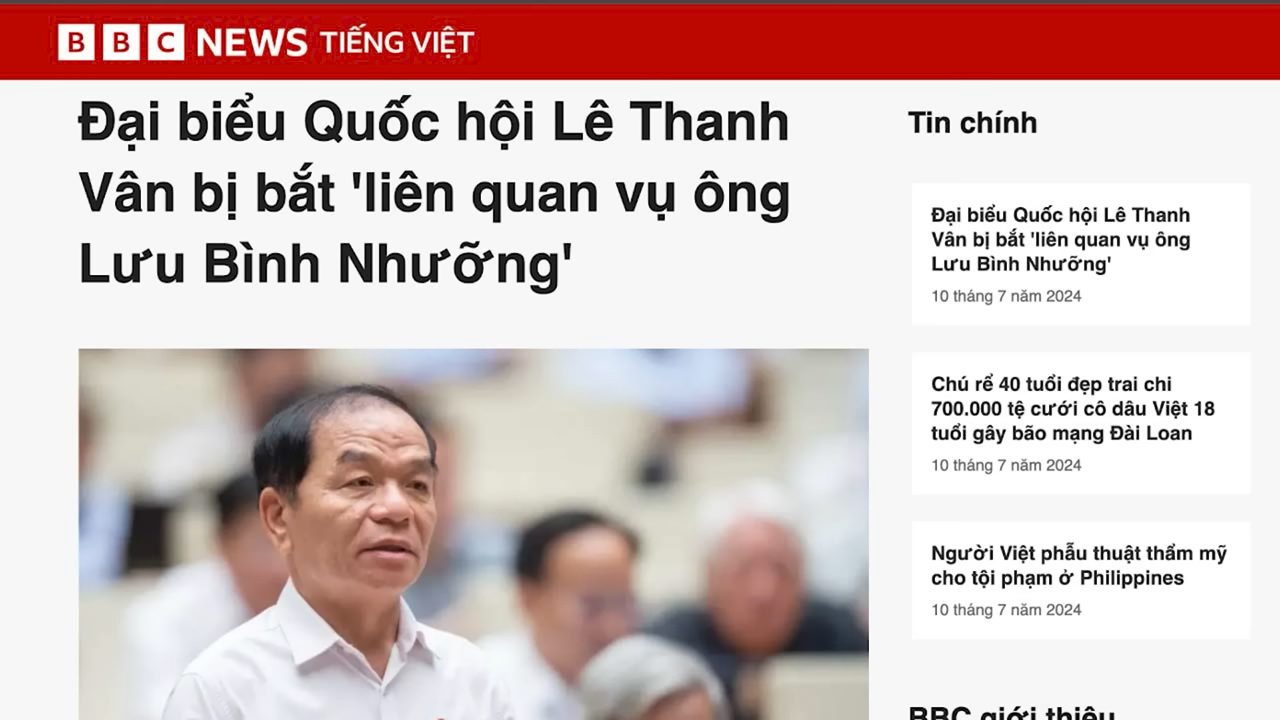 BBC NEWS TIẾNG VIỆT
Đại biểu Quốc hội Lê Thanh
Vân bị bắt 'liên quan vụ ông
Lưu Bình Nhưỡng'
Tin chính
Đại biểu Quốc hội Lê Thanh
Vân bị bắt 'liên quan vụ ông
Lưu Bình Nhưỡng'
10 tháng 7 năm 2024
Chú rể 40 tuổi đẹp trai chi
700.000 tệ cưới cô dâu Việt 18
tuổi gây bão mạng Đài Loan
10 tháng 7 năm 2024
Người Việt phẫu thuật thẩm mỹ
cho tội phạm ở Philippines
10 tháng 7 năm 2024
BBC giới thiệu